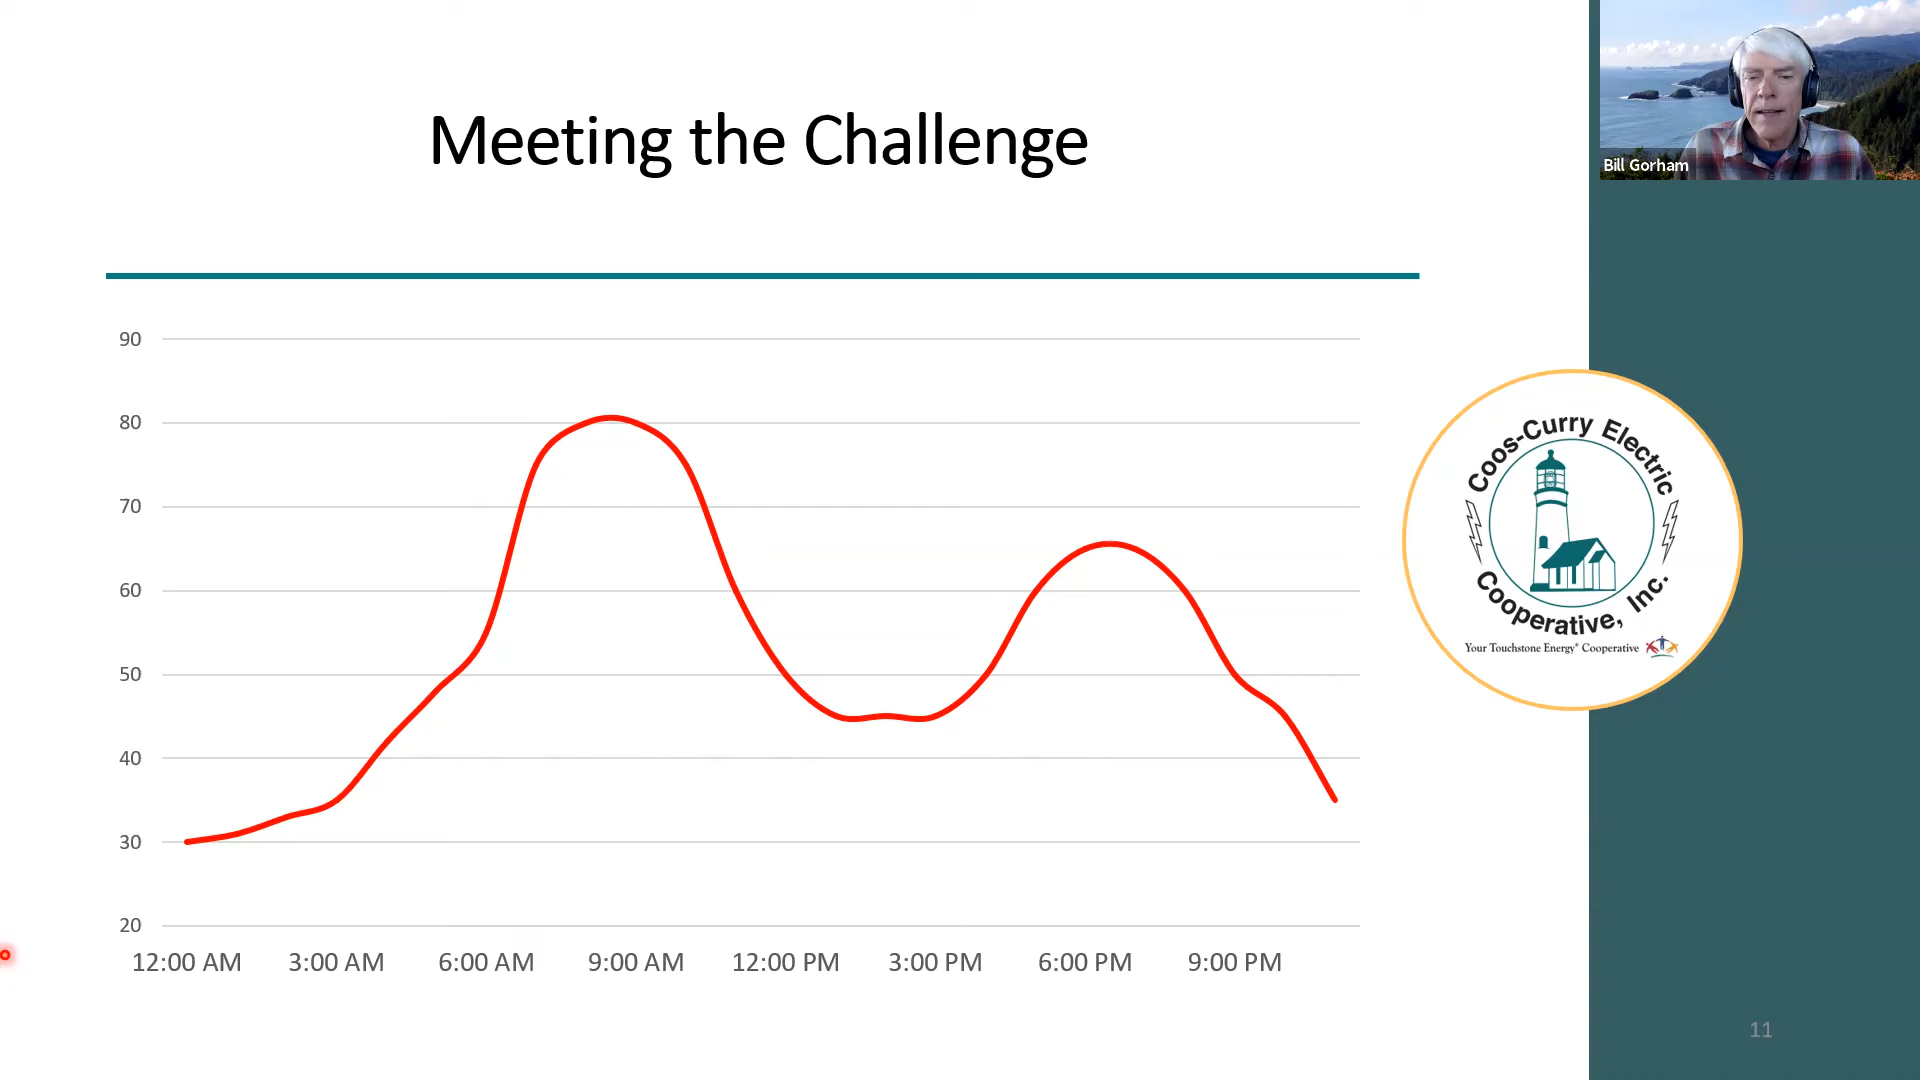 Meeting the Challenge
Bill Gorham
90
80
70
60
50
40
30
20
12:00 AM 3:00 AM 6:00 AM 9:00 AM 12:00 PM 3:00 PM 6:00 PM 9:00 PM
Coos-Curry Electric
Cooperative, Inc.
Your Touchstone Energy® Cooperative
11